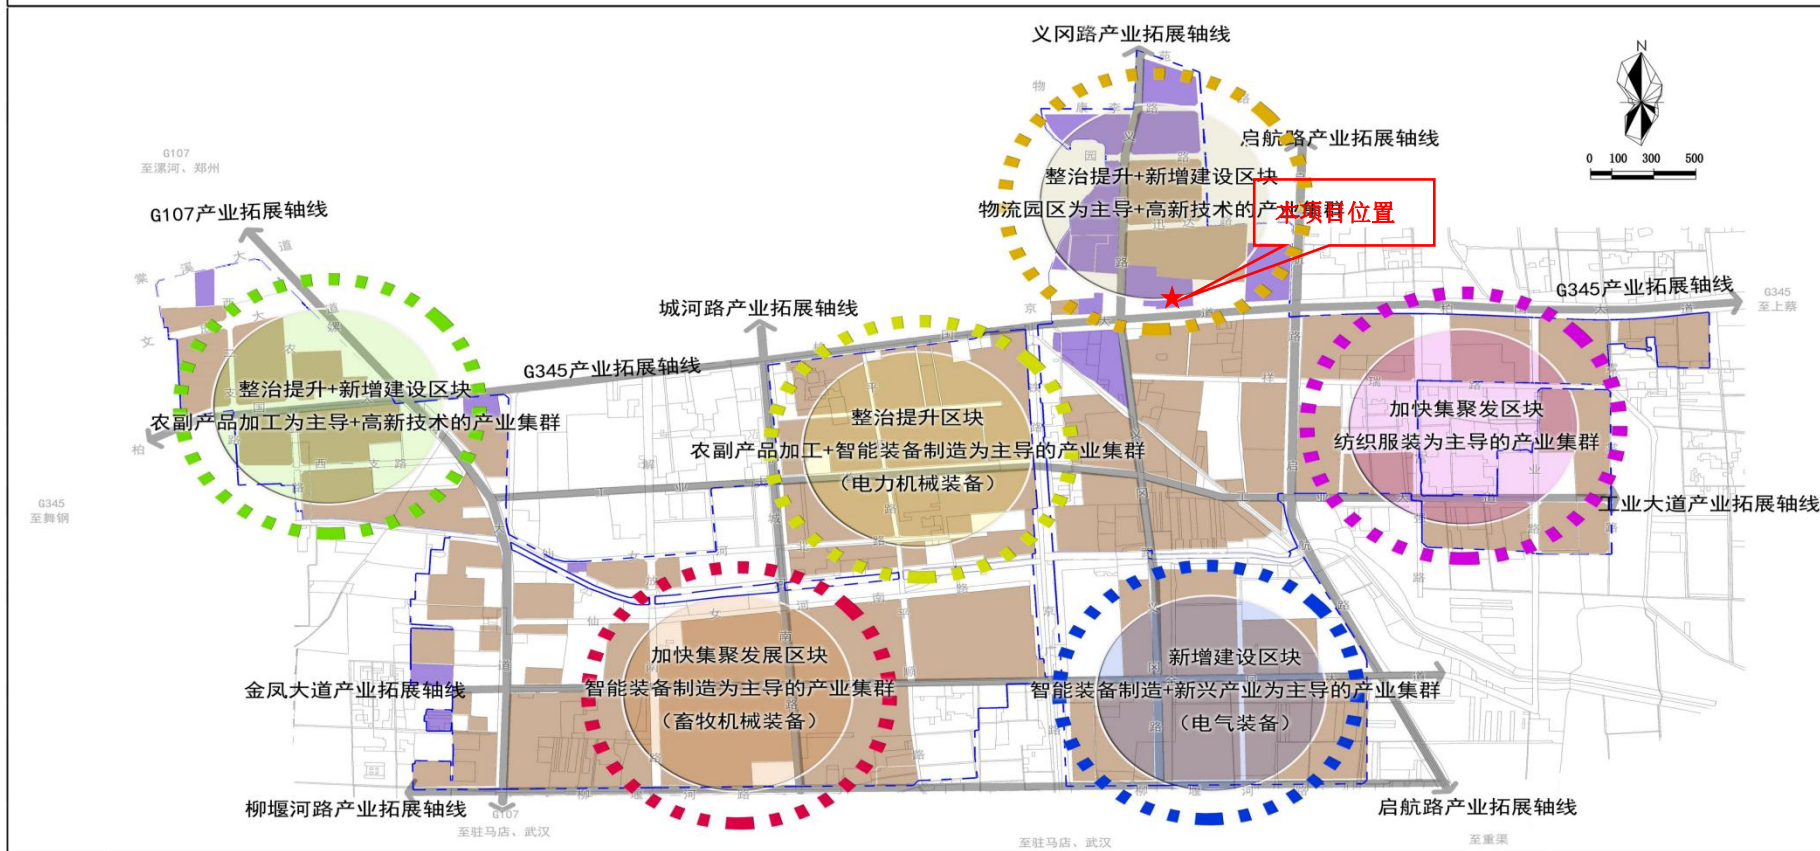 义冈路产业拓展轴线
N
启航路产业拓展轴线
0 100 300 500
G107
至漯河、郑州
整治提升+新增建设区块
物流园区为主导+高新技术的产业集群
本项目位置
G107产业拓展轴线
城河路产业拓展轴线
G345产业拓展轴线
G345
至上蔡
G345产业拓展轴线
整治提升+新增建设区块
农副产品加工为主导+高新技术的产业集群
整治提升区块
农副产品加工+智能装备制造为主导的产业集群
（电力机械装备）
加快集聚发区块
纺织服装为主导的产业集群
G345
至舞钢
工业大道产业拓展轴线
加快集聚发展区块
智能装备制造为主导的产业集群
（畜牧机械装备）
新增建设区块
智能装备制造+新兴产业为主导的产业集群
（电气装备）
金凤大道产业拓展轴线
柳堰河路产业拓展轴线
启航路产业拓展轴线
G107
至驻马店、武汉
至驻马店、武汉
至重渠
柳堰河路